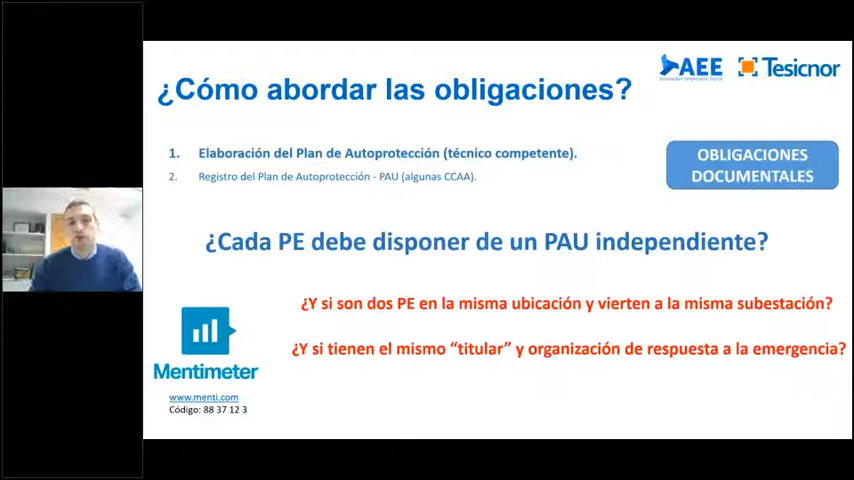 ¿Cómo abordar las obligaciones?
AEE
Tesicnor
1. Elaboración del Plan de Autoprotección (técnico competente).
2. Registro del Plan de Autoprotección - PAU (algunas CCAA).
OBLIGACIONES
DOCUMENTALES
¿Cada PE debe disponer de un PAU independiente?
¿Y si son dos PE en la misma ubicación y vierten a la misma subestación?
¿Y si tienen el mismo “titular” y organización de respuesta a la emergencia?
Mentimeter
www.menti.com
Código: 88 37 12 3